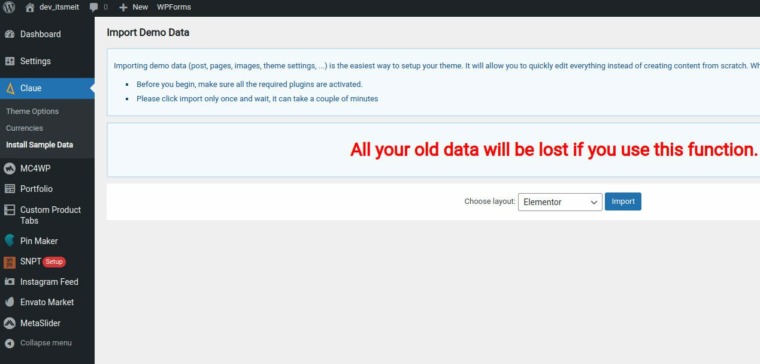 dev_itsmeit 0 New WPForms
Dashboard
Settings
Claue
Theme Options
Currencies
Install Sample Data
MC4WP
Portfolio
Custom Product
Tabs
Pin Maker
SNPT Setup
Instagram Feed
Envato Market
MetaSlider
Collapse menu
Import Demo Data
Importing demo data (post, pages, images, theme settings, ...) is the easiest way to setup your theme. It will allow you to quickly edit everything instead of creating content from scratch. Wh
Before you begin, make sure all the required plugins are activated.
Please click import only once and wait, it can take a couple of minutes
All your old data will be lost if you use this function.
Choose layout: Elementor Import